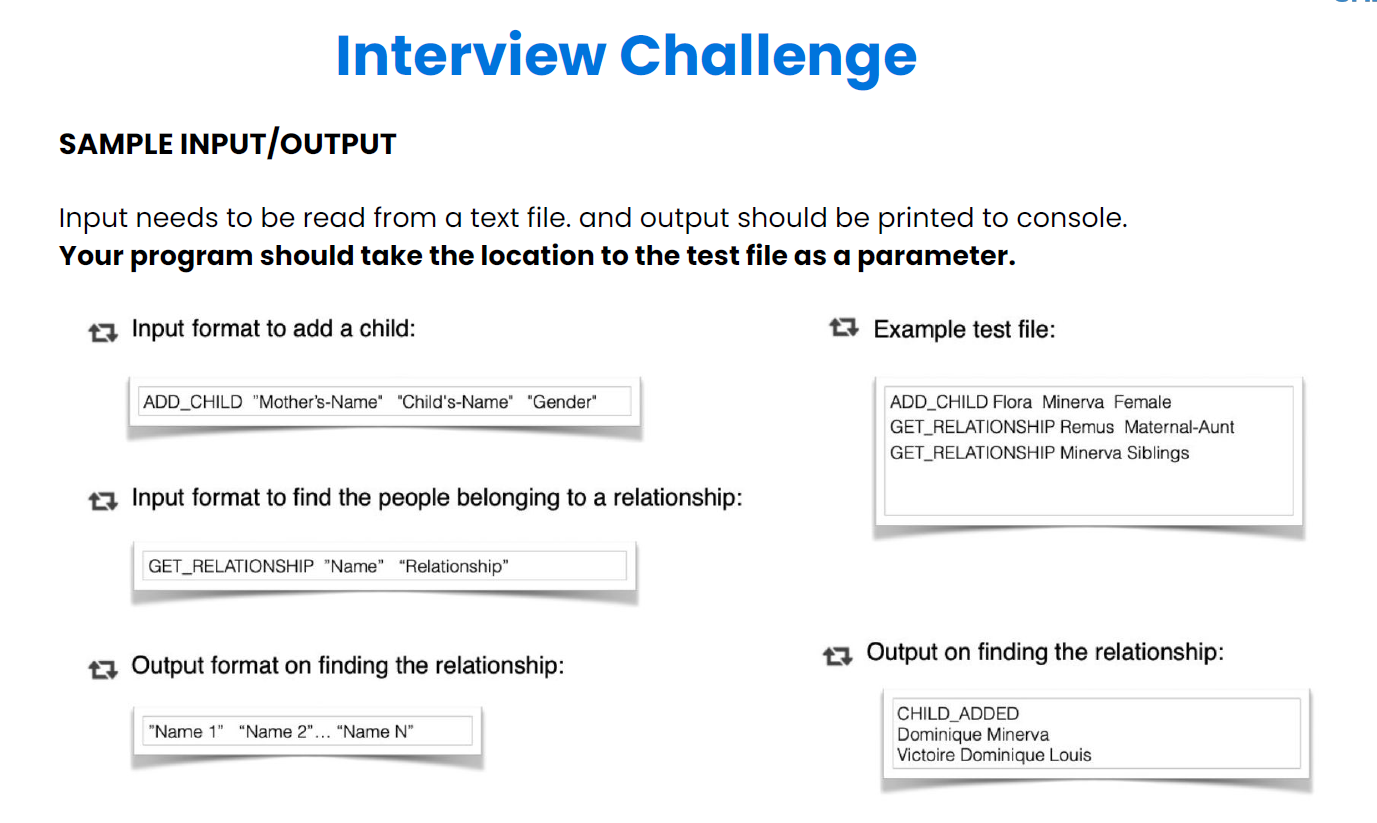 Interview Challenge
SAMPLE INPUT/OUTPUT
Input needs to be read from a text file. and output should be printed to console.
Your program should take the location to the test file as a parameter.
Input format to add a child:
ADD_CHILD "Mother's-Name" "Child's-Name" "Gender"
Input format to find the people belonging to a relationship:
GET_RELATIONSHIP ”Name” “Relationship”
Output format on finding the relationship:
”Name 1” “Name 2”... “Name N”
Example test file:
ADD_CHILD Flora Minerva Female
GET_RELATIONSHIP Remus Maternal-Aunt
GET_RELATIONSHIP Minerva Siblings
Output on finding the relationship:
CHILD_ADDED
Dominique Minerva
Victoire Dominique Louis